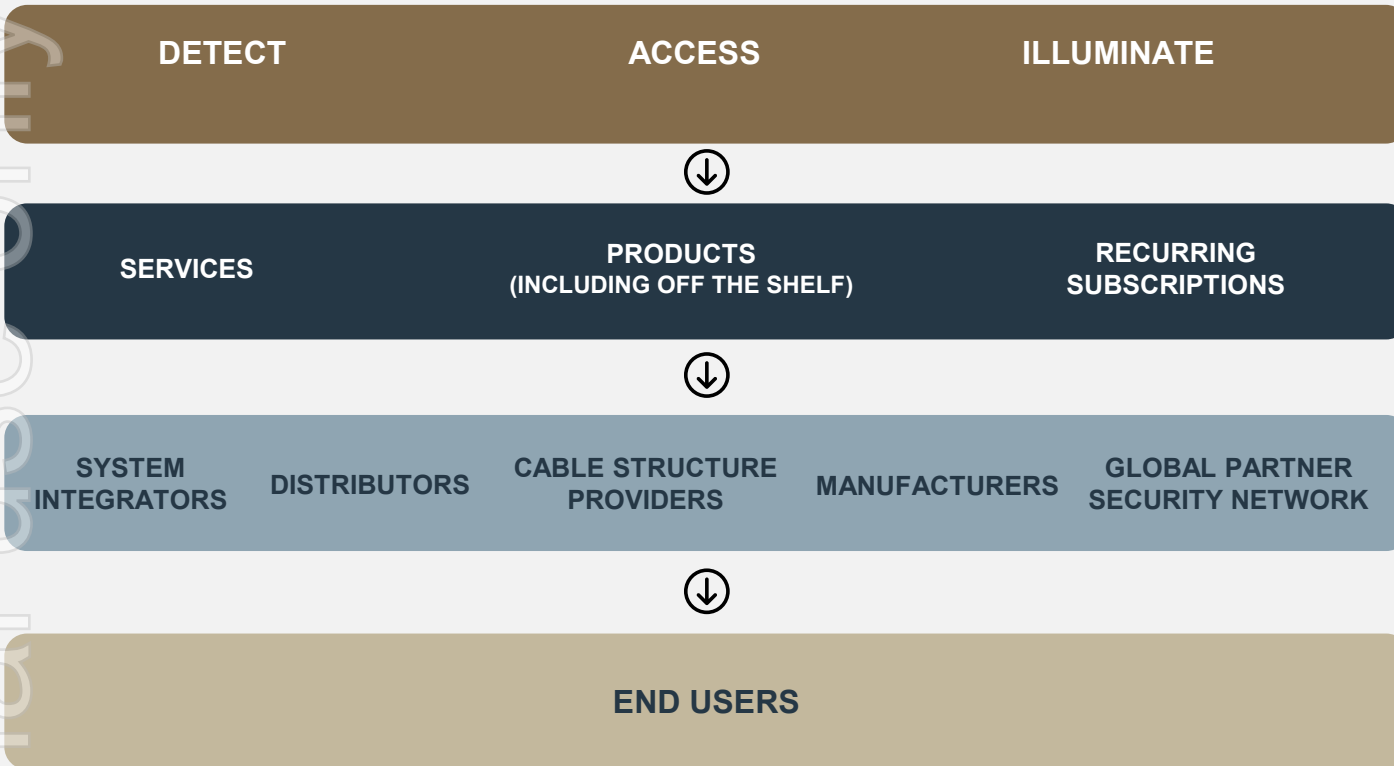 DETECT ACCESS ILLUMINATE
SERVICES
PRODUCTS
(INCLUDING OFF THE SHELF)
RECURRING
SUBSCRIPTIONS
SYSTEM
INTEGRATORS
DISTRIBUTORS
CABLE STRUCTURE
PROVIDERS
MANUFACTURERS
GLOBAL PARTNER
SECURITY NETWORK
END USERS